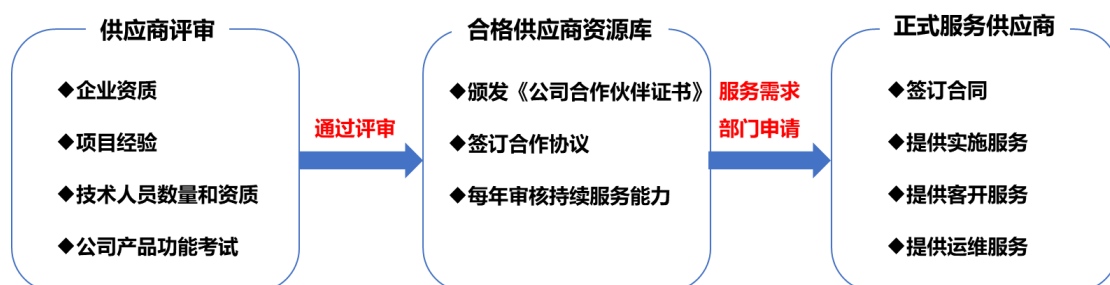 供应商评审
◆企业资质
◆项目经验
◆技术人员数量和资质
◆公司产品功能考试
通过评审
合格供应商资源库
◆颁发《公司合作伙伴证书》
◆签订合作协议
◆每年审核持续服务能力
服务需求
部门申请
正式服务供应商
◆签订合同
◆提供实施服务
◆提供客开服务
◆提供运维服务